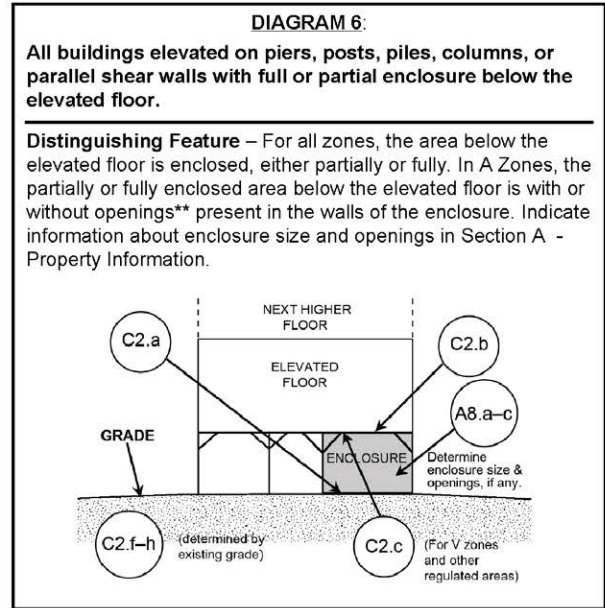 DIAGRAM 6:
All buildings elevated on piers, posts, piles, columns, or
parallel shear walls with full or partial enclosure below the
elevated floor.
Distinguishing Feature – For all zones, the area below the
elevated floor is enclosed, either partially or fully. In A Zones, the
partially or fully enclosed area below the elevated floor is with or
without openings** present in the walls of the enclosure. Indicate
information about enclosure size and openings in Section A -
Property Information.
NEXT HIGHER
FLOOR
C2.a
C2.b
ELEVATED
FLOOR
A8.a–c
GRADE
ENCLOSURE
Determine
enclosure size &
openings, if any.
C2.f–h
(determined by
existing grade)
C2.c
(For V zones
and other
regulated areas)